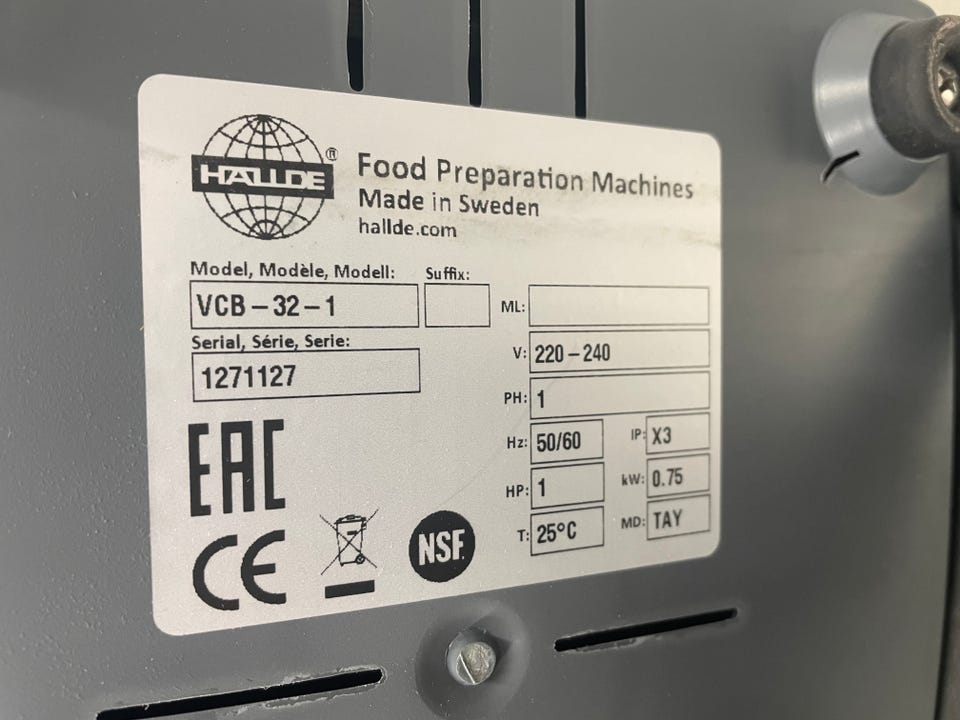 HALLDE ®
Food Preparation Machines
Made in Sweden
hallde.com
Model, Modèle, Modell:
VCB – 32 – 1
Suffix:
Serial, Série, Serie:
1271127
ML:
V: 220 – 240
PH: 1
Hz: 50/60
IP: X3
HP: 1
kW: 0.75
T: 25°C
MD: TAY
EAC
CE
NSF.